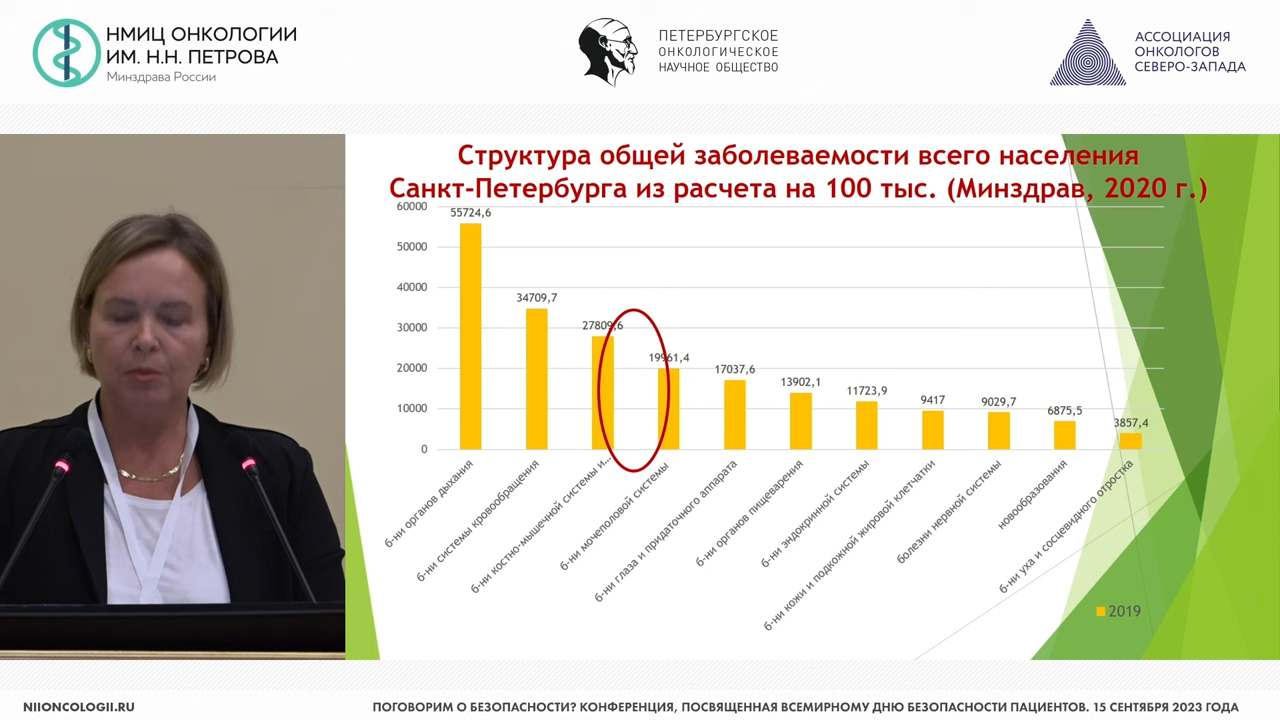 НМИЦ ОНКОЛОГИИ
ИМ. Н.Н. ПЕТРОВА
Минздрава России
ПЕТЕРБУРГСКОЕ
ОНКОЛОГИЧЕСКОЕ
НАУЧНОЕ ОБЩЕСТВО
АССОЦИАЦИЯ
ОНКОЛОГОВ
СЕВЕРО-ЗАПАДА
Структура общей заболеваемости всего населения
Санкт-Петербурга из расчета на 100 тыс. (Минздрав, 2020 г.)
60000
50000
40000
30000
20000
10000
0
55724,6
34709,7
27809,6
19961,4
17037,6
13902,1
11723,9
9417
9029,7
6875,5
3857,4
б-ни органов дыхания
б-ни системы кровообращения
б-ни костно-мышечной системы и...
б-ни мочеполовой системы
б-ни глаза и придаточного аппарата
б-ни органов пищеварения
б-ни эндокринной системы
б-ни кожи и подкожной жировой клетчатки
болезни нервной системы
новообразования
б-ни уха и сосцевидного отростка
2019
NIIONCOLOGII.RU
ПОГОВОРИМ О БЕЗОПАСНОСТИ? КОНФЕРЕНЦИЯ, ПОСВЯЩЕННАЯ ВСЕМИРНОМУ ДНЮ БЕЗОПАСНОСТИ ПАЦИЕНТОВ. 15 СЕНТЯБРЯ 2023 ГОДА